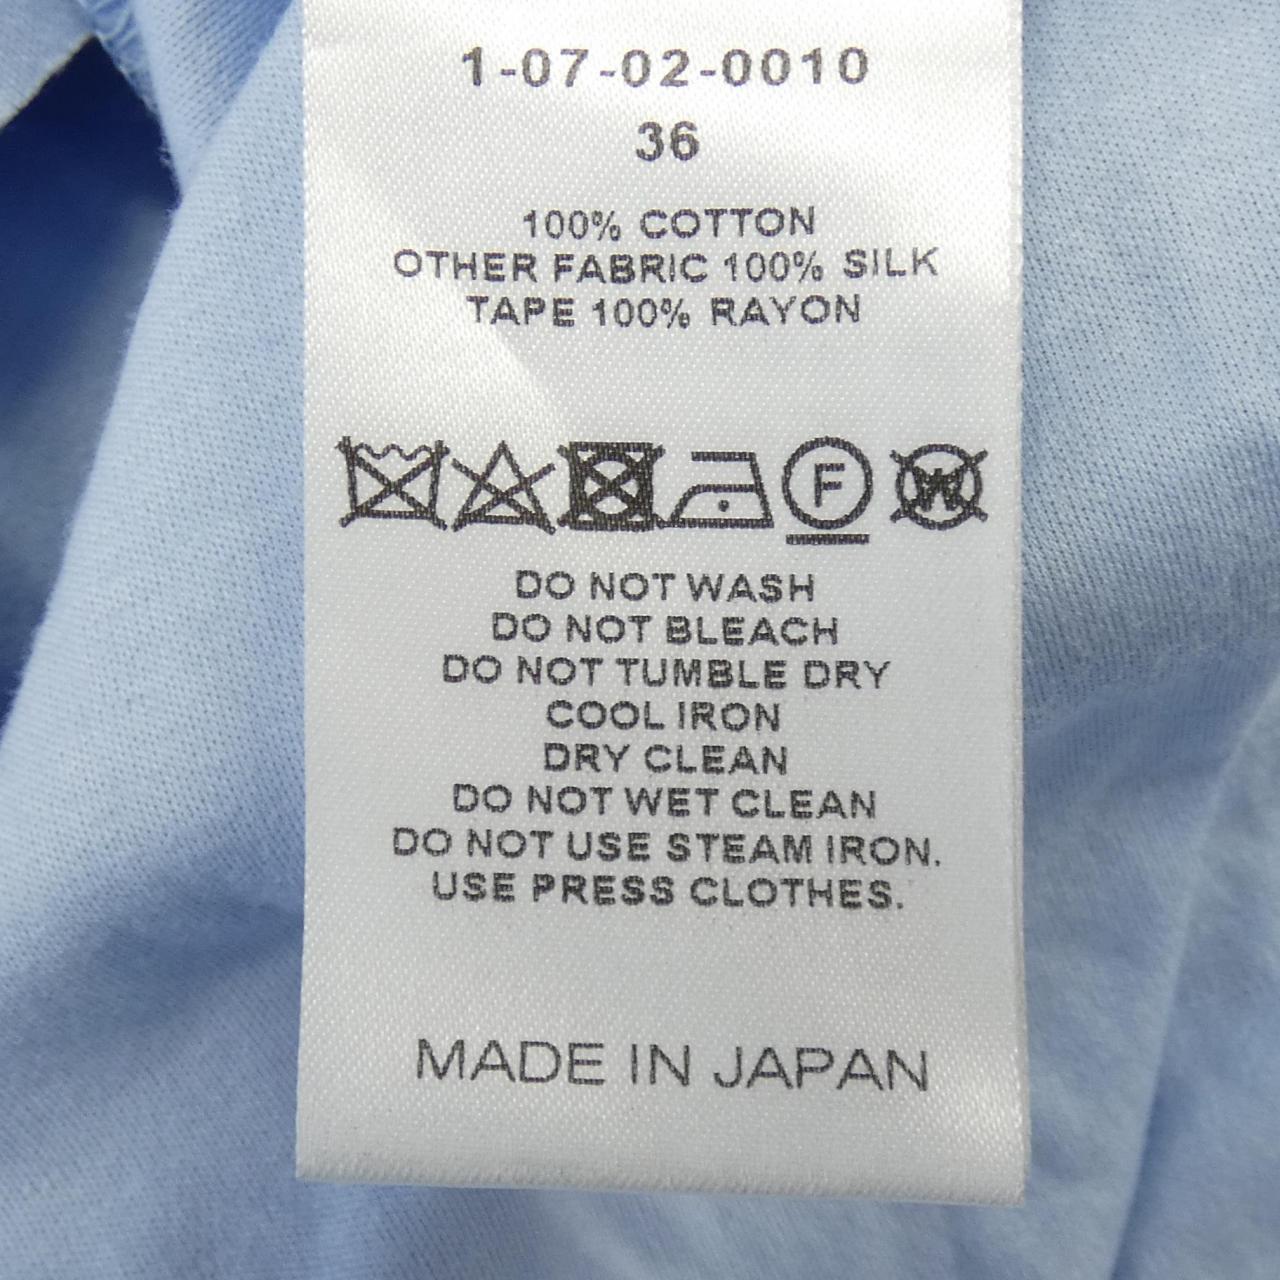 1-07-02-0010
36
100% COTTON
OTHER FABRIC 100% SILK
TAPE 100% RAYON
F W
DO NOT WASH
DO NOT BLEACH
DO NOT TUMBLE DRY
COOL IRON
DRY CLEAN
DO NOT WET CLEAN
DO NOT USE STEAM IRON.
USE PRESS CLOTHES.
MADE IN JAPAN